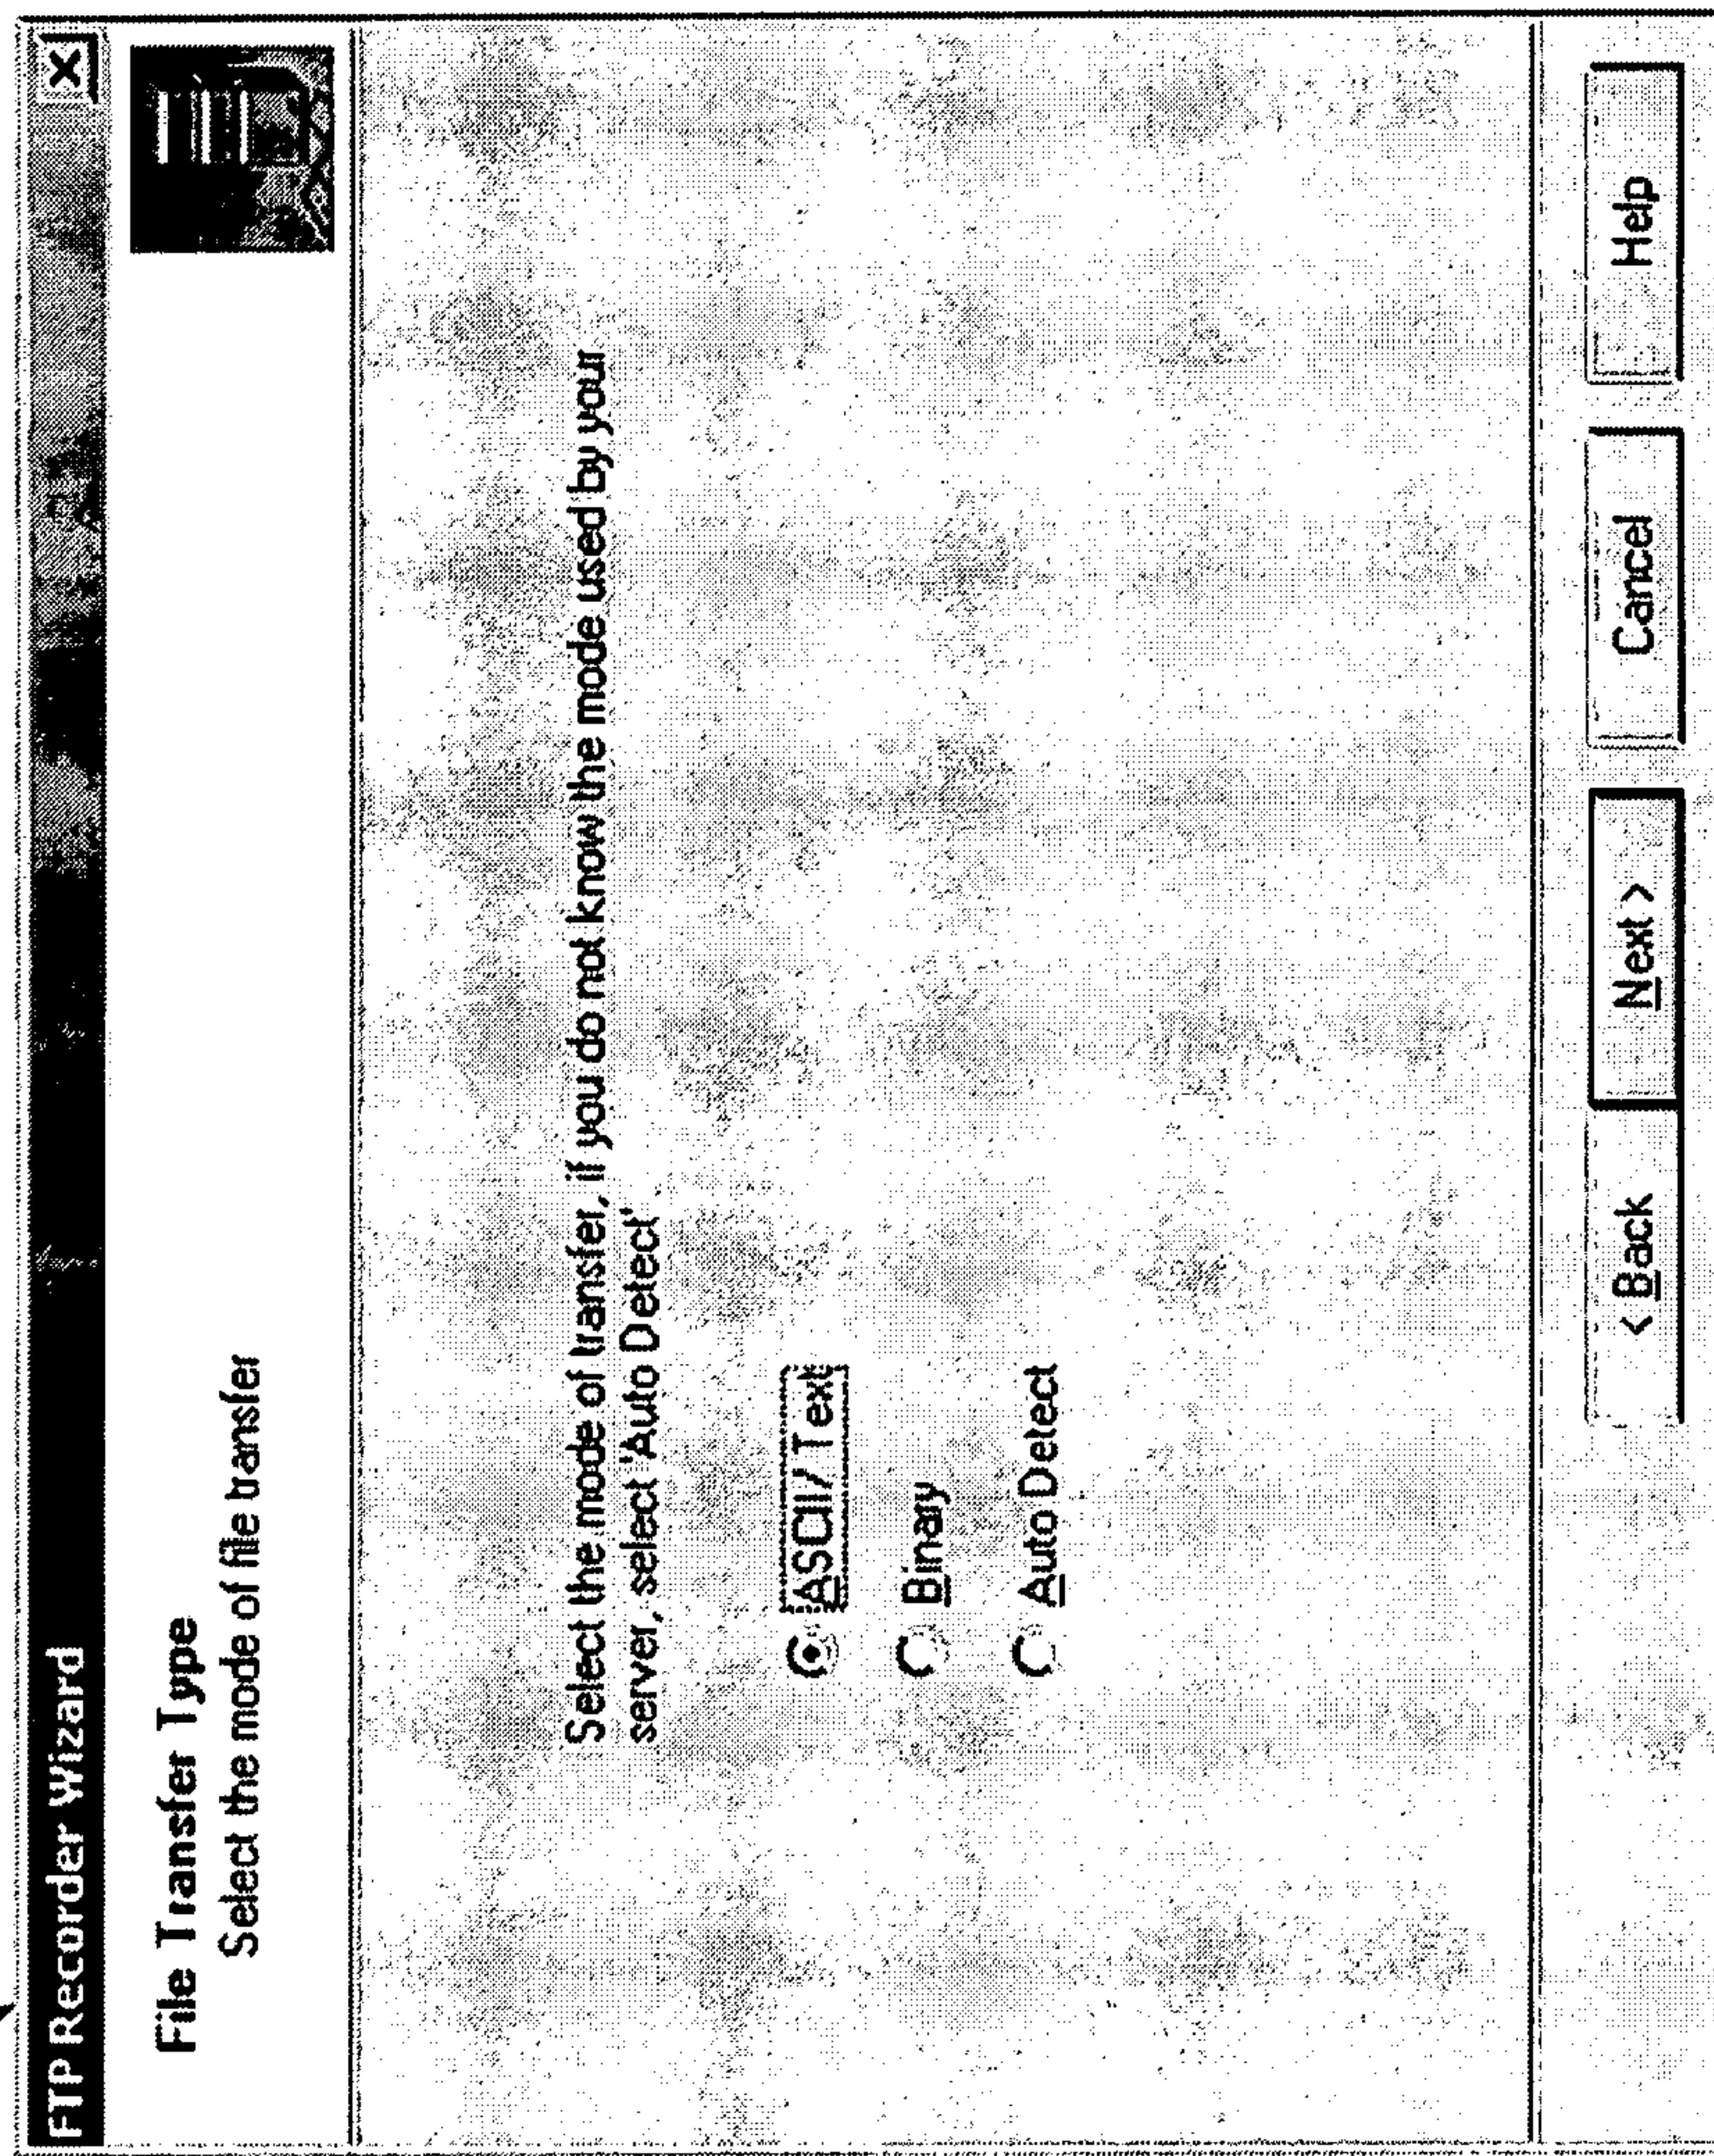 FTP Recorder Wizard
File Transfer Type
Select the mode of file transfer
Select the mode of transfer, if you do not know the mode used by your
server, select 'Auto Detect'
ASCII/Text
Binary
Auto Detect
< Back
Next >
Cancel
Help